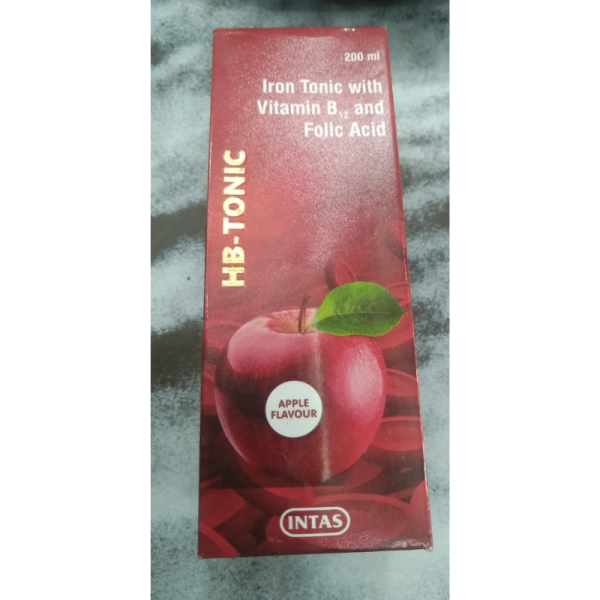 200 ml
Iron Tonic with
Vitamin B12 and
Folic Acid
HB-TONIC
APPLE
FLAVOUR
INTAS